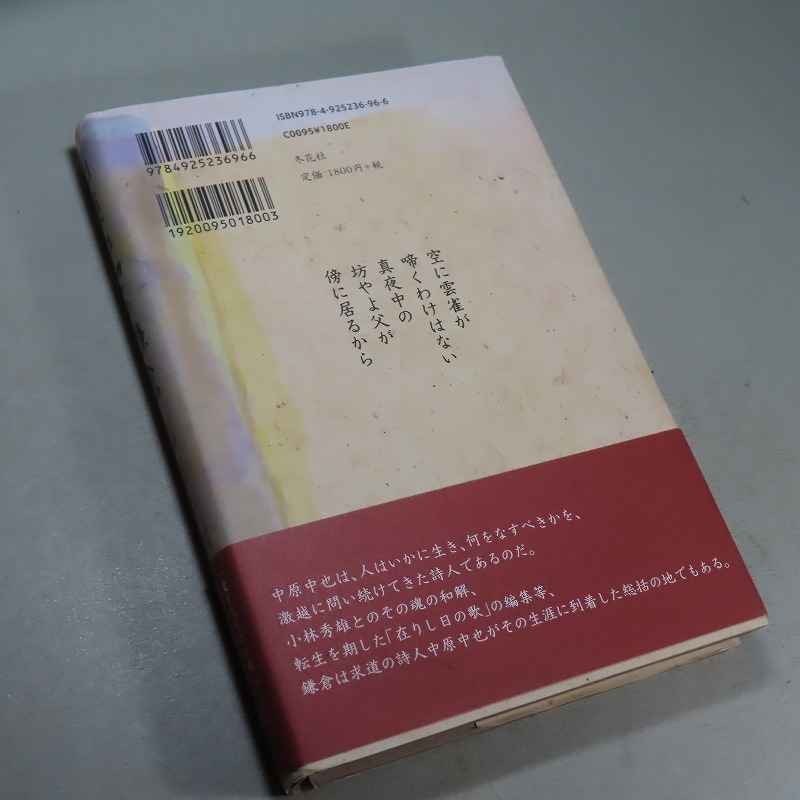 ISBN978-4-925236-96-6
C0095¥1800E
9784925236966
冬花社
定価:1800円+税
1920095018003
空に雲雀が
啼くわけはない
真夜中の
坊やよ父が
傍に居るから
中原中也は、人はいかに生き、何をなすべきかを、
激越に問い続けてきた詩人であるのだ。
小林秀雄とのその魂の和解、
転生を期した「在りし日の歌」の編集等、
鎌倉は求道の詩人中原中也がその生涯に到着した総括の地でもある。